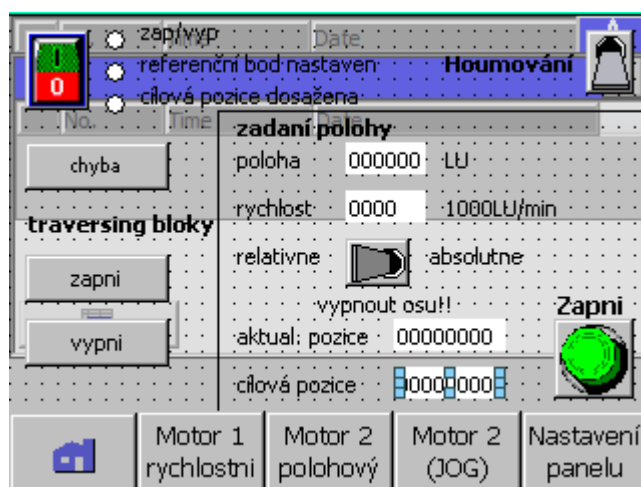 I
0
zap/vyp
Date
referenční bod nastaven
Houmování
cílová pozice dosažena
No.
Time
Date
zadaní polohy
chyba
poloha
000000
LU
rychlost
0000
1000LU/min
traversing bloky
relativne
absolutne
zapni
vypnout osu!!
Zapni
aktual. pozice
00000000
vypni
cílová pozice
Motor 1
rychlostni
Motor 2
polohový
Motor 2
(JOG)
Nastavení
panelu